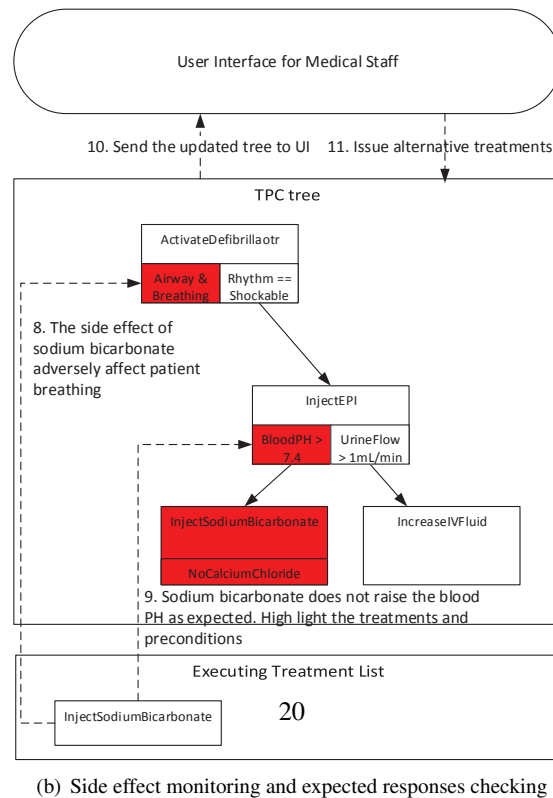 User Interface for Medical Staff
10. Send the updated tree to UI
11. Issue alternative treatments
TPC tree
ActivateDefibrillaotr
Airway &
Breathing
Rhythm ==
Shockable
8. The side effect of
sodium bicarbonate
adversely affect patient
breathing
InjectEPI
BloodPH >
7.4
UrineFlow
> 1mL/min
InjectSodiumBicarbonate
NoCalciumChloride
IncreaseIVFluid
9. Sodium bicarbonate does not raise the blood
PH as expected. High light the treatments and
preconditions
Executing Treatment List
InjectSodiumBicarbonate
20
(b) Side effect monitoring and expected responses checking